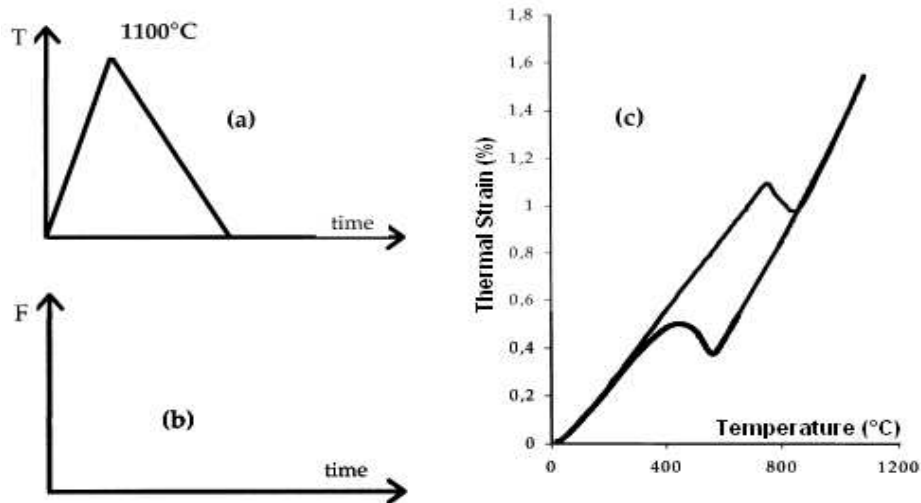 T
1100°C
(a)
time
F
(b)
time
1,8
1,6
1,4
1,2
1
0,8
0,6
0,4
0,2
0
Thermal Strain (%)
(c)
Temperature (°C)
0
400
800
1200